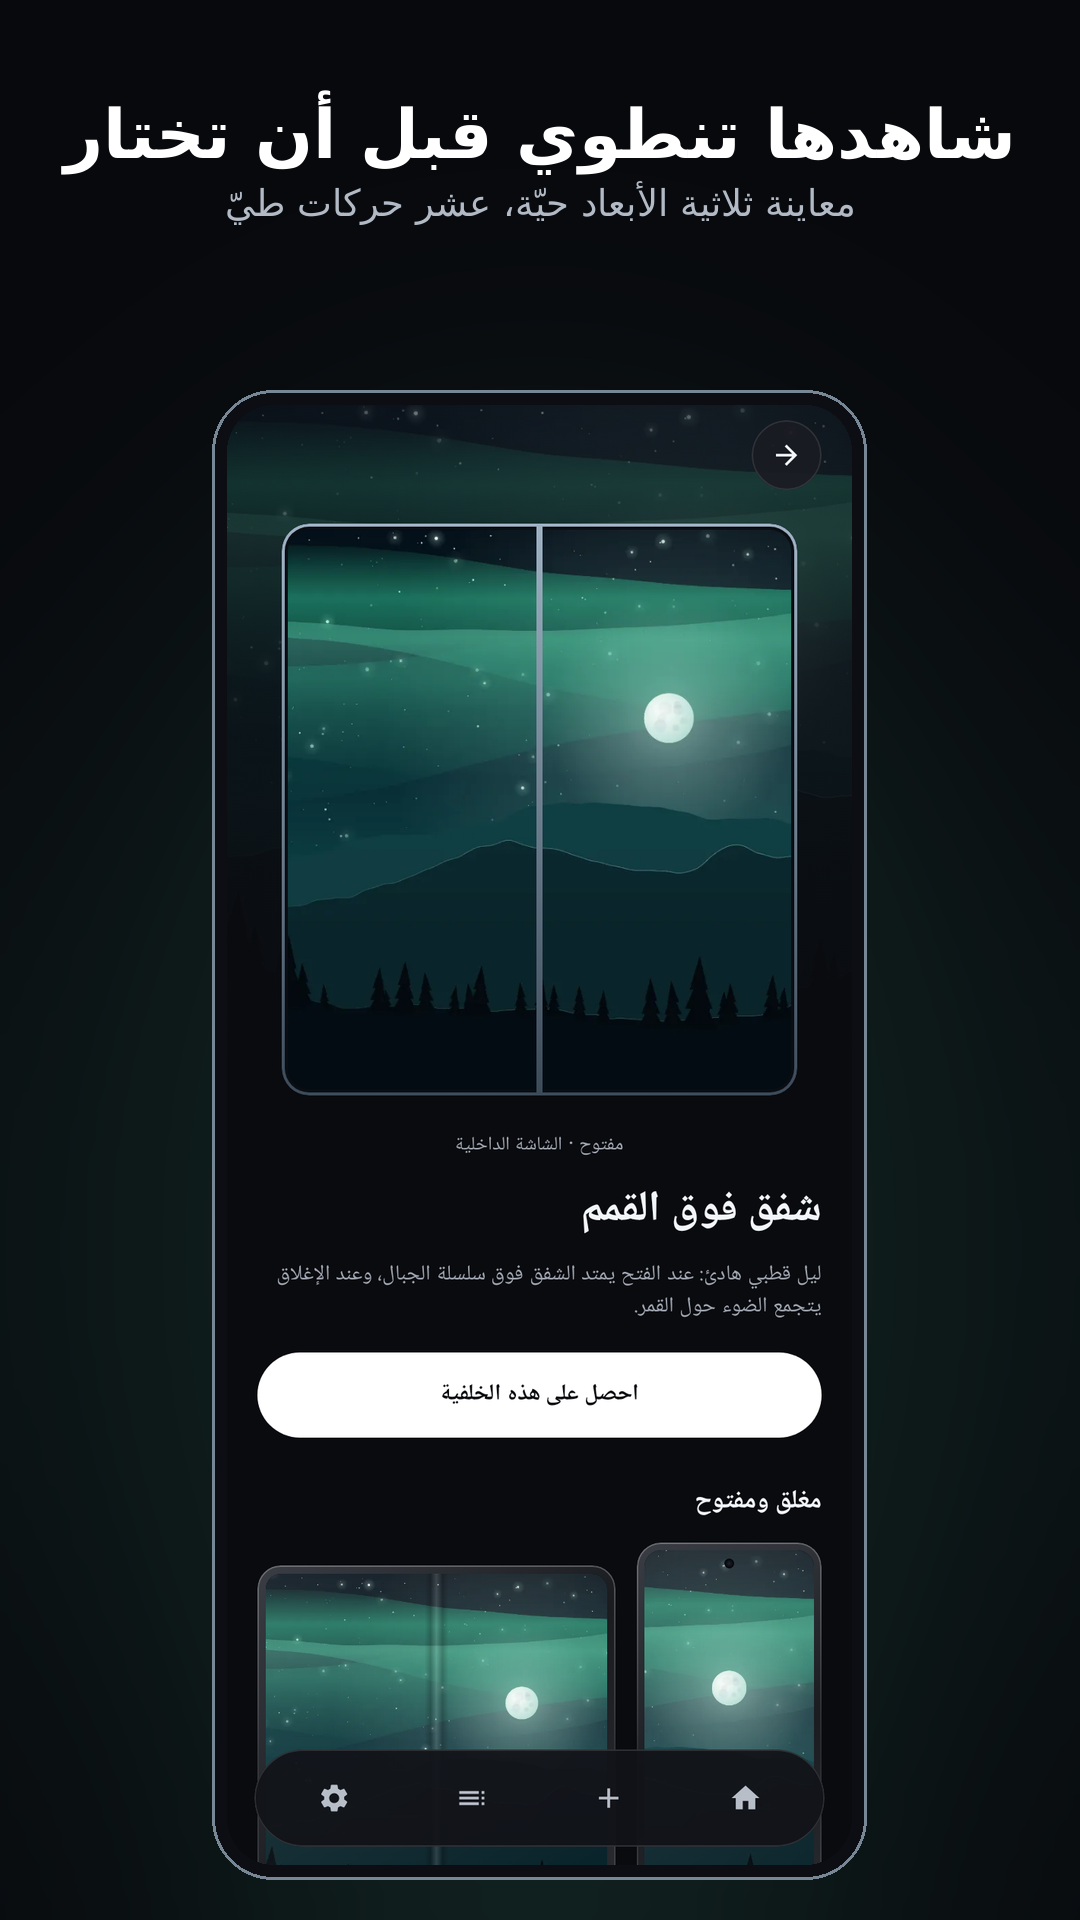 شاهدها تنطوي قبل أن تختار
معاينة ثلاثية الأبعاد حيّة، عشر حركات طيّ
مفتوح · الشاشة الداخلية
شفق فوق القمم
ليل قطبي هادئ: عند الفتح يمتد الشفق فوق سلسلة الجبال، وعند الإغلاق
يتجمع الضوء حول القمر.
احصل على هذه الخلفية
مغلق ومفتوح